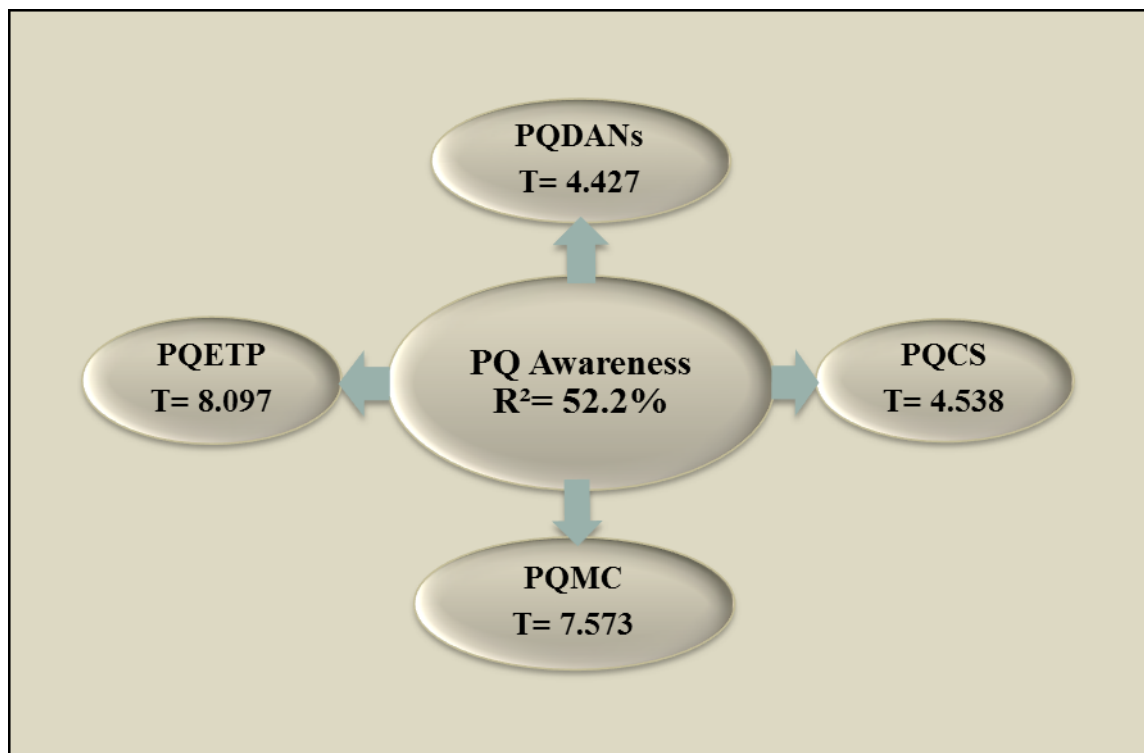 PQDANs
T= 4.427
PQETP
T= 8.097
PQ Awareness
R²= 52.2%
PQCS
T= 4.538
PQMC
T= 7.573